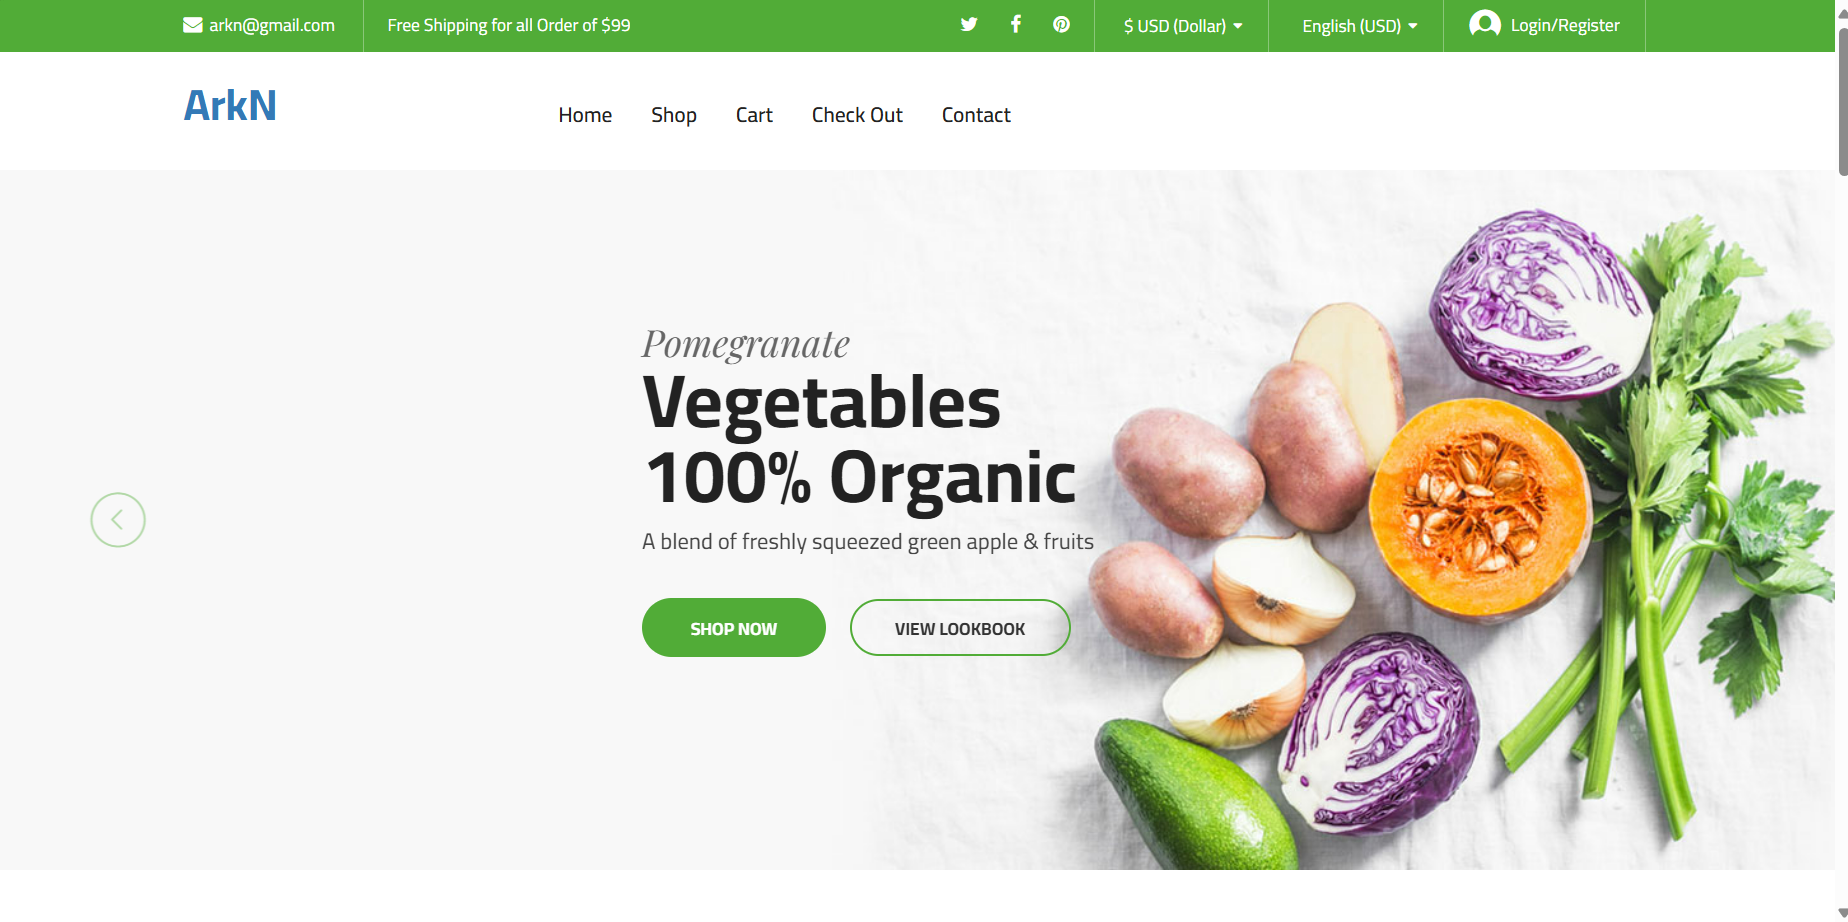 arkn@gmail.com
Free Shipping for all Order of $99
$ USD (Dollar)
English (USD)
Login/Register
ArkN
Home
Shop
Cart
Check Out
Contact
Pomegranate
Vegetables
100% Organic
A blend of freshly squeezed green apple & fruits
SHOP NOW
VIEW LOOKBOOK